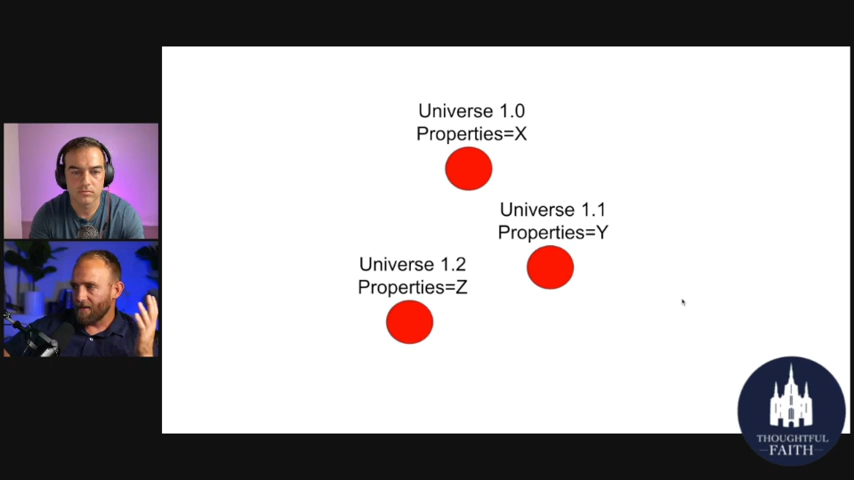 Universe 1.0
Properties=X
Universe 1.1
Properties=Y
Universe 1.2
Properties=Z
THOUGHTFUL
FAITH